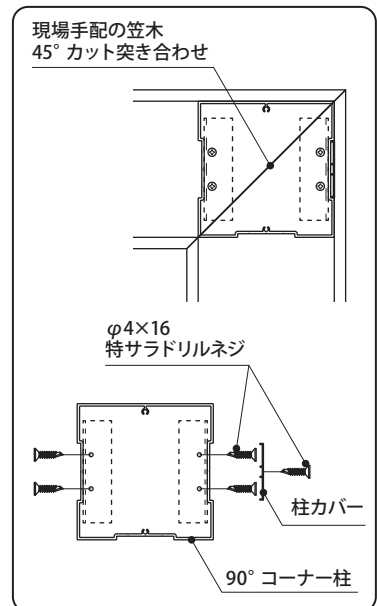 現場手配の笠木
45° カット突き合わせ
φ4×16
特サラドリルネジ
柱カバー
90° コーナー柱